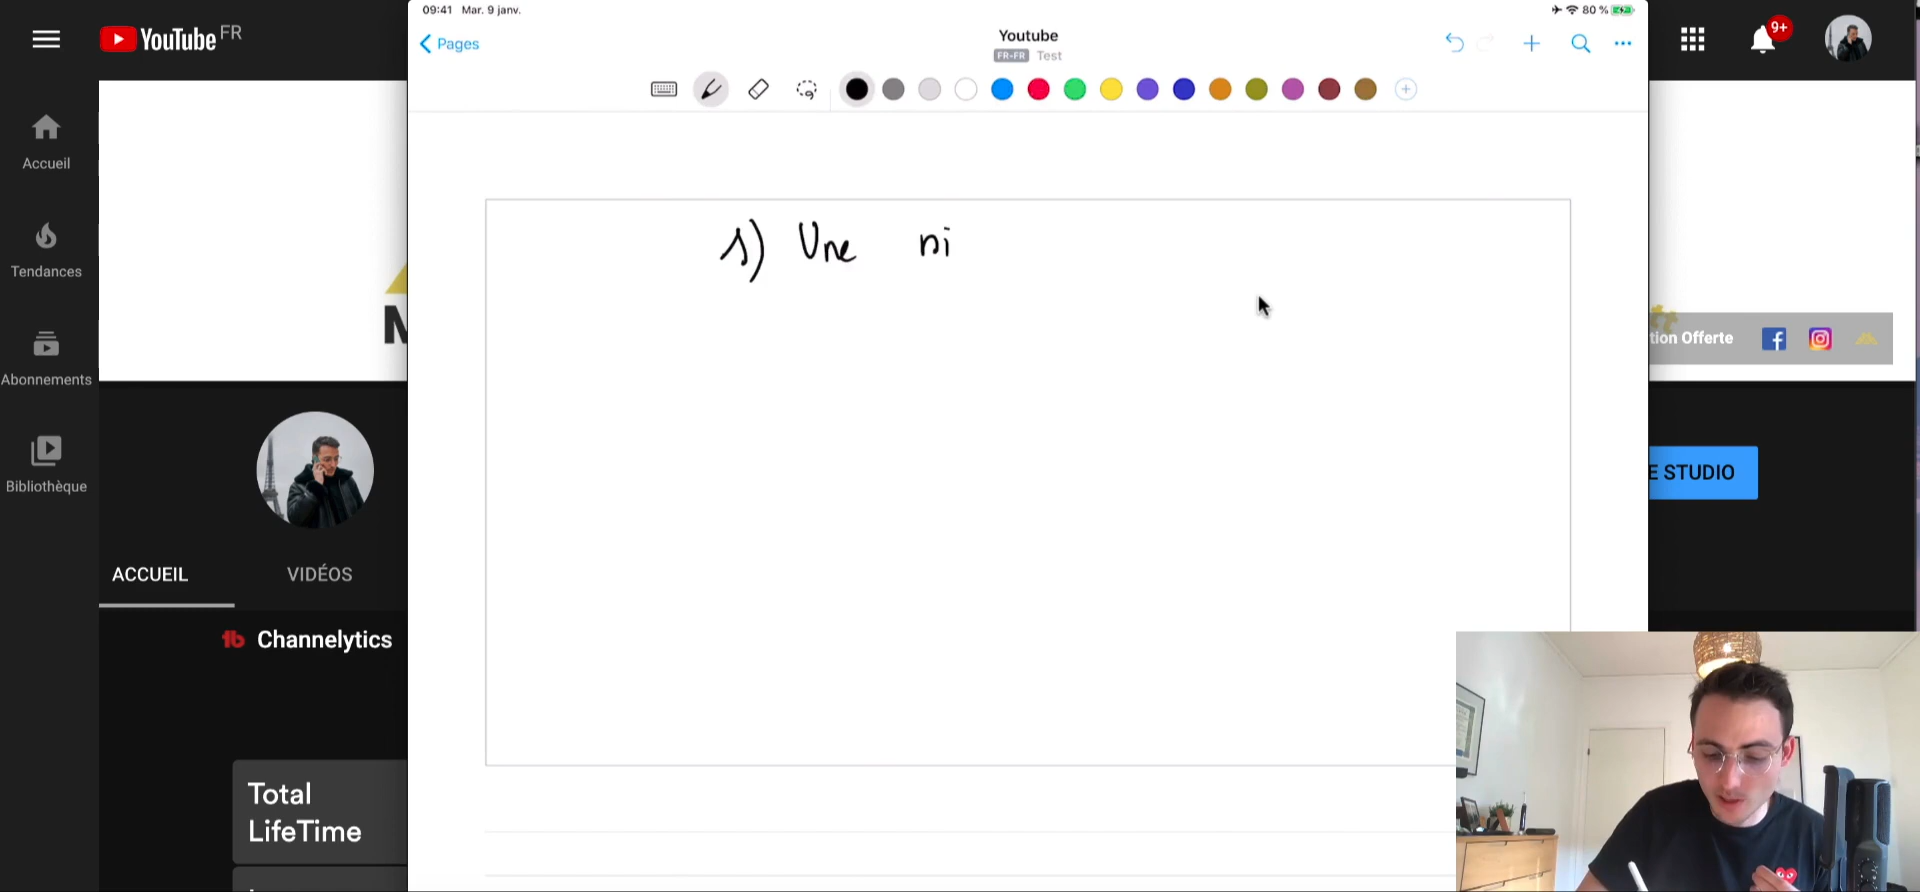 09:41 Mar. 9 janv.
80 %
YouTube FR
Pages
Youtube
FR-FR Test
9+
Accueil
Tendances
Abonnements
Bibliothèque
1) Une ni
M
tion Offerte
E STUDIO
ACCUEIL
VIDÉOS
tb Channelytics
Total
LifeTime